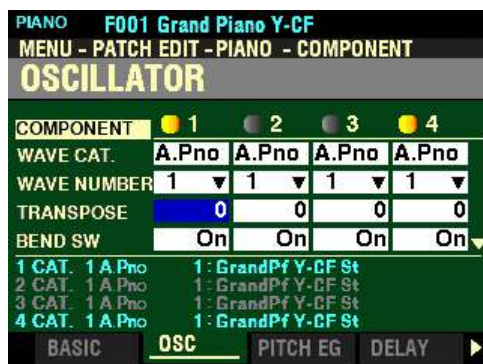 PIANO F001 Grand Piano Y-CF
MENU - PATCH EDIT - PIANO - COMPONENT
OSCILLATOR
COMPONENT 1 2 3 4
WAVE CAT. A.Pno A.Pno A.Pno A.Pno
WAVE NUMBER 1 ▼ 1 ▼ 1 ▼ 1 ▼
TRANSPOSE 0 0 0 0
BEND SW On On On On
1 CAT. 1 A.Pno 1: GrandPf Y-CF St
2 CAT. 1 A.Pno 1: GrandPf Y-CF St
3 CAT. 1 A.Pno 1: GrandPf Y-CF St
4 CAT. 1 A.Pno 1: GrandPf Y-CF St
BASIC OSC PITCH EG DELAY